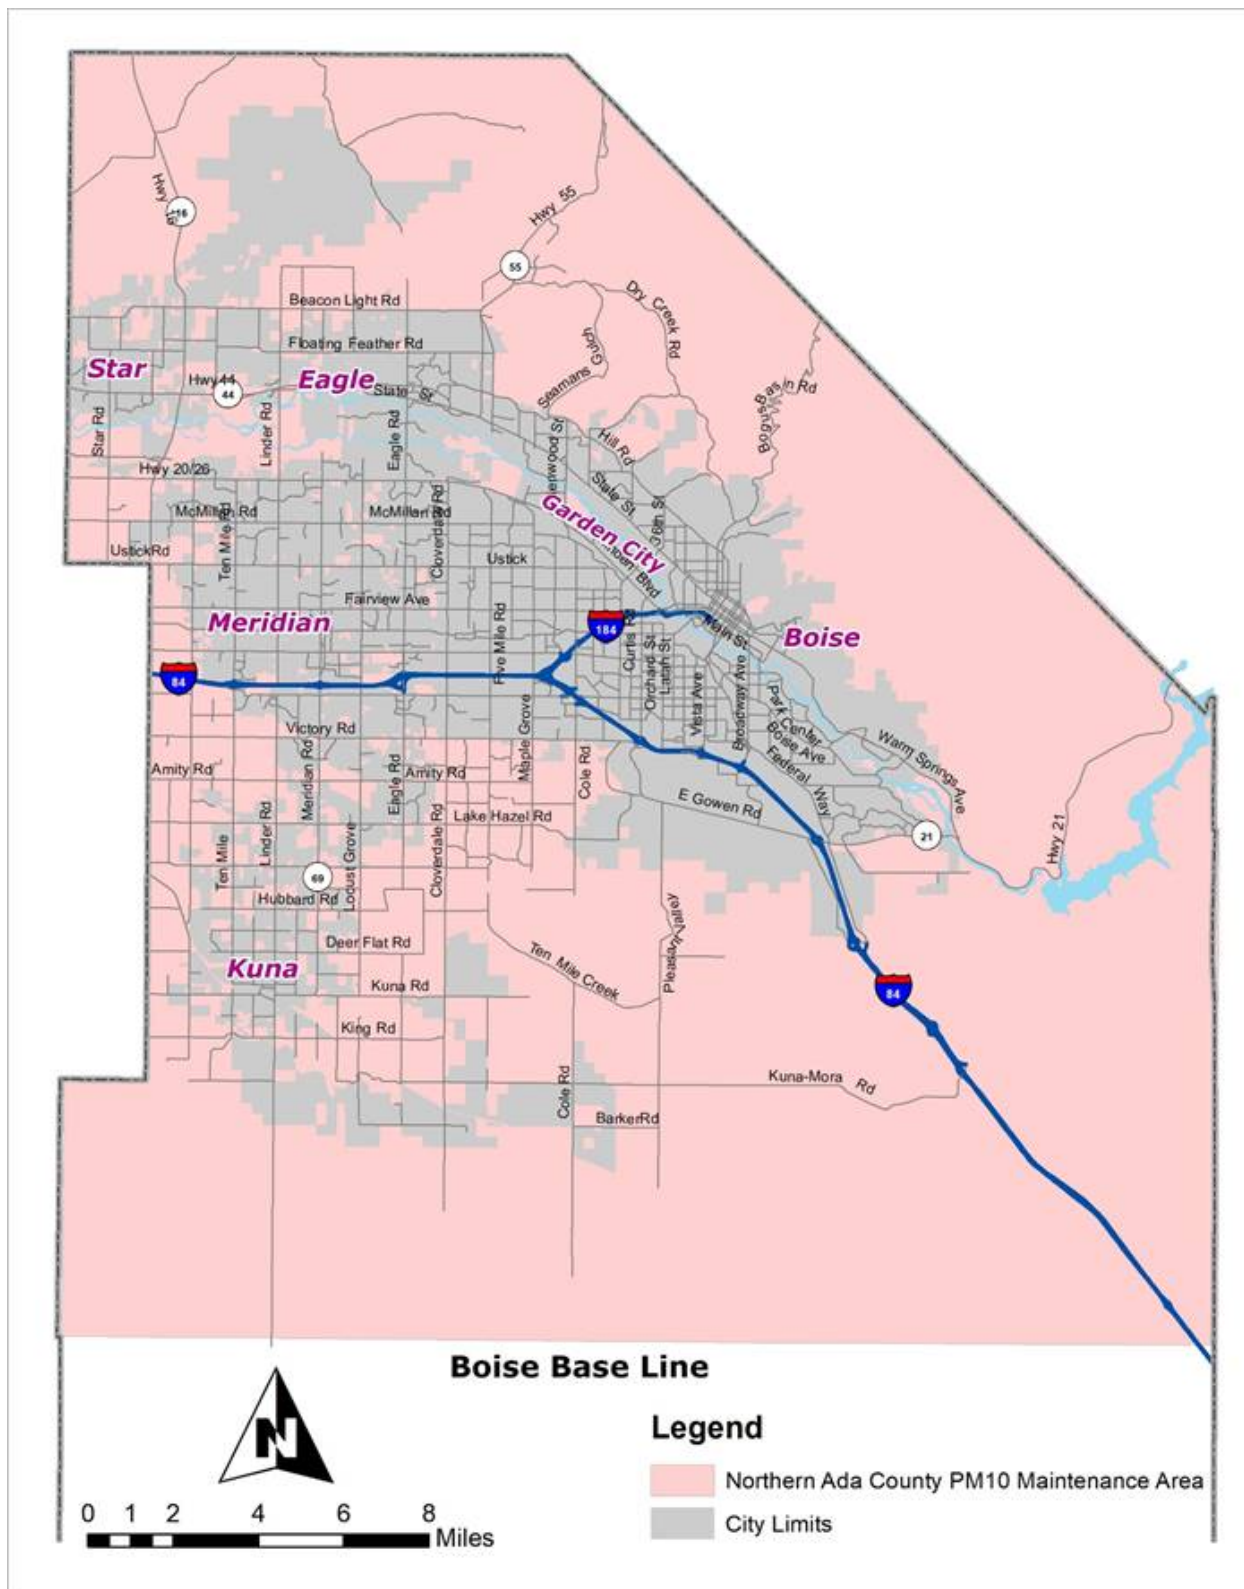 Hwy 16
16
Hwy 55
55
Beacon Light Rd
Dry Creek Rd
Floating Feather Rd
Seamans Gulch
Star
Hwy 44
44
Eagle
State St
Bogus Basin Rd
Star Rd
Linder Rd
Eagle Rd
Hill Rd
Hwy 20/26
State St
McMillan Rd
McMillan Rd
Garden City
36th St
Cloverdale Rd
Ustick Rd
Ten Mile Rd
Ustick
Blvd
Fairview Ave
Meridian
184
Main St
Boise
Five Mile Rd
Curtis Rd
Orchard St
Latah St
84
Vista Ave
Broadway Ave
Park Center
Boise Ave
Victory Rd
Maple Grove
Federal Way
Warm Springs Ave
Amity Rd
Meridian Rd
Eagle Rd
Amity Rd
Cole Rd
E Gowen Rd
Lake Hazel Rd
Hwy 21
21
Ten Mile
Linder Rd
Locust Grove
Cloverdale Rd
69
Hubbard Rd
Deer Flat Rd
Pleasant Valley
Ten Mile Creek
Kuna
Kuna Rd
84
King Rd
Kuna-Mora Rd
Cole Rd
Barker Rd
Boise Base Line
N
Legend
Northern Ada County PM10 Maintenance Area
City Limits
0 1 2 4 6 8
Miles